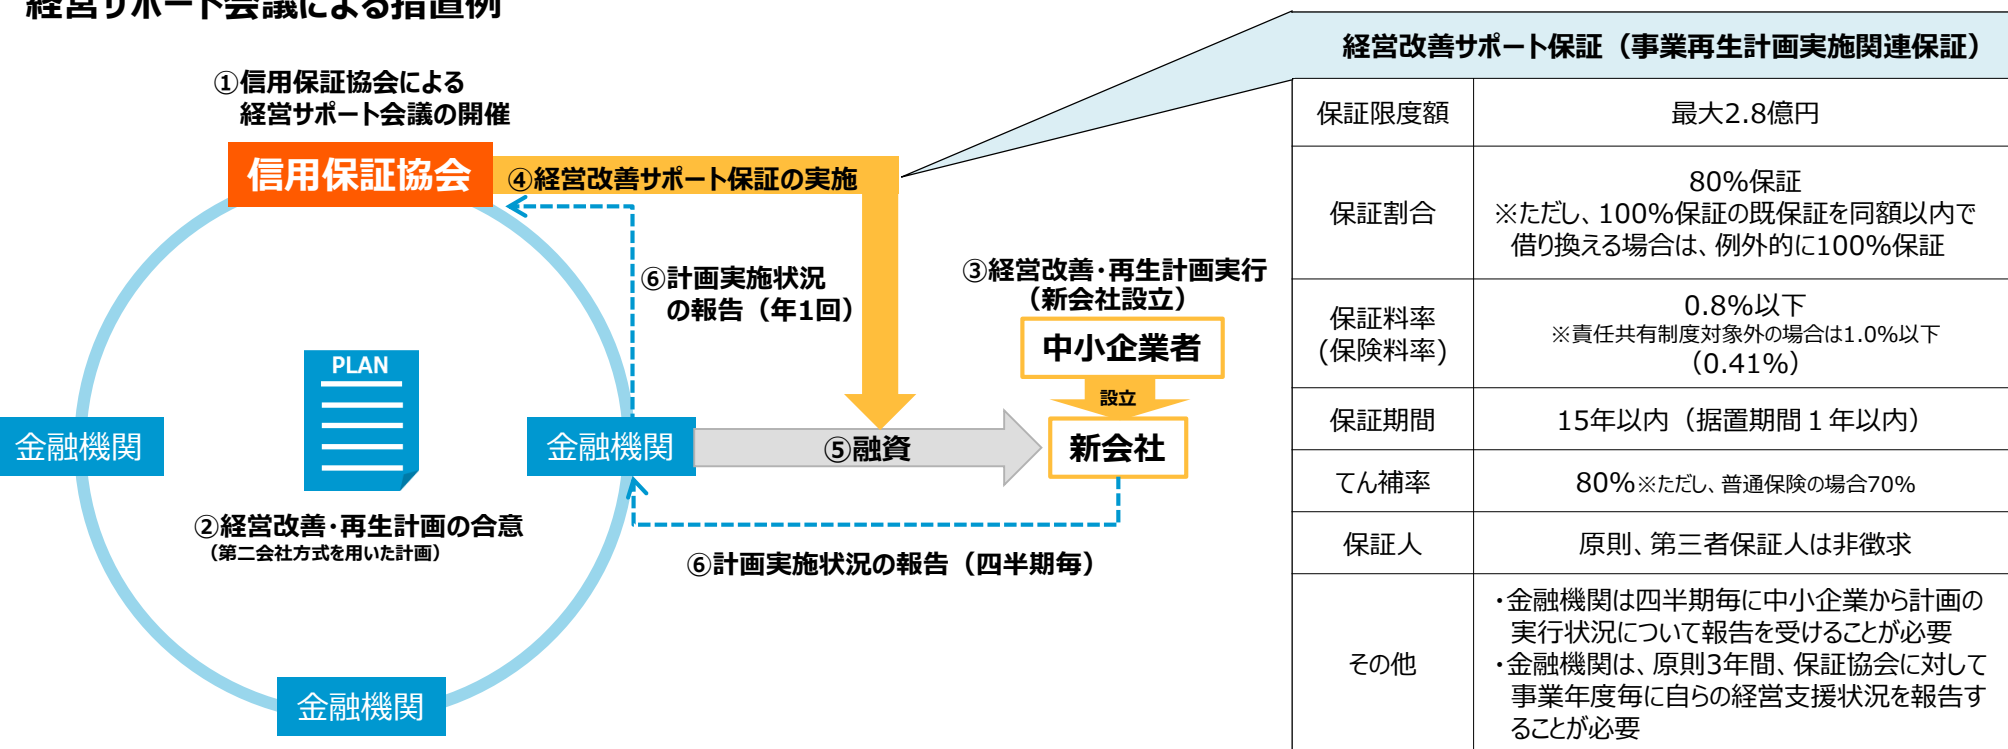 経営サポート会議による措置例
①信用保証協会による
経営サポート会議の開催
信用保証協会
④経営改善サポート保証の実施
⑥計画実施状況
の報告（年1回）
③経営改善・再生計画実行
（新会社設立）
中小企業者
設立
新会社
PLAN
金融機関
金融機関
⑤融資
②経営改善・再生計画の合意
（第二会社方式を用いた計画）
⑥計画実施状況の報告（四半期毎）
金融機関
経営改善サポート保証（事業再生計画実施関連保証）
保証限度額
最大2.8億円
保証割合
80%保証
※ただし、100%保証の既保証を同額以内で
借り換える場合は、例外的に100%保証
保証料率
(保険料率)
0.8%以下
※責任共有制度対象外の場合は1.0%以下
（0.41%）
保証期間
15年以内（据置期間１年以内）
てん補率
80%※ただし、普通保険の場合70%
保証人
原則、第三者保証人は非徴求
その他
・金融機関は四半期毎に中小企業から計画の
実行状況について報告を受けることが必要
・金融機関は、原則3年間、保証協会に対して
事業年度毎に自らの経営支援状況を報告す
ることが必要